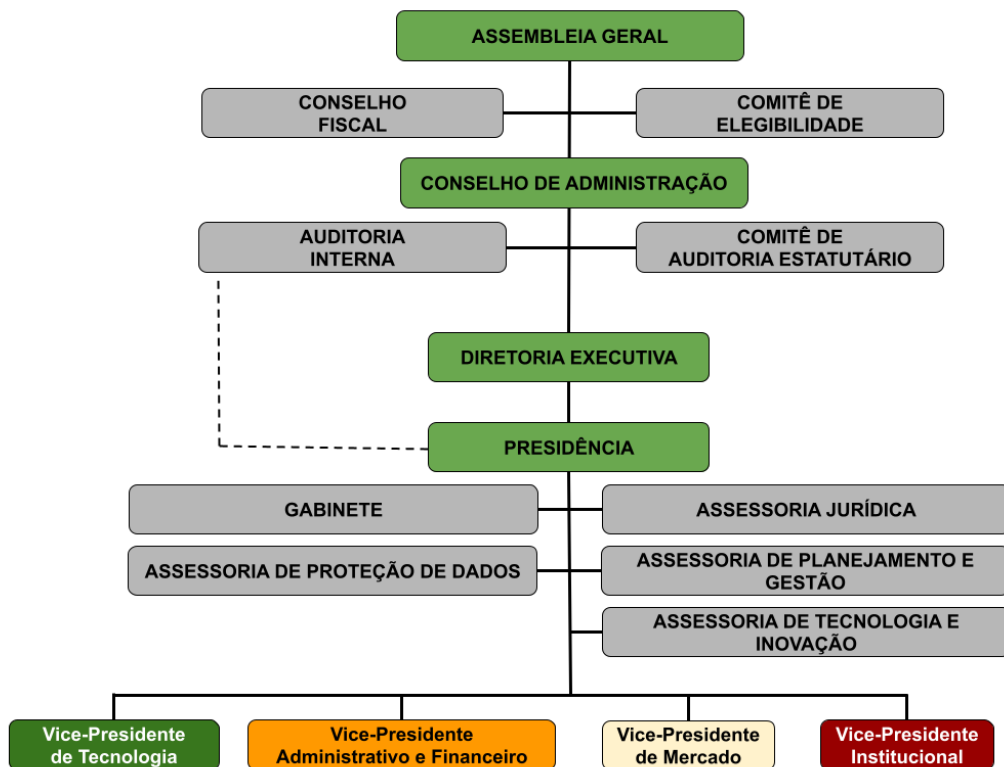 ASSEMBLEIA GERAL
CONSELHO
FISCAL
COMITÊ DE
ELEGIBILIDADE
CONSELHO DE ADMINISTRAÇÃO
AUDITORIA
INTERNA
COMITÊ DE
AUDITORIA ESTATUTÁRIO
DIRETORIA EXECUTIVA
PRESIDÊNCIA
GABINETE
ASSESSORIA JURÍDICA
ASSESSORIA DE PROTEÇÃO DE DADOS
ASSESSORIA DE PLANEJAMENTO E
GESTÃO
ASSESSORIA DE TECNOLOGIA E
INOVAÇÃO
Vice-Presidente
de Tecnologia
Vice-Presidente
Administrativo e Financeiro
Vice-Presidente
de Mercado
Vice-Presidente
Institucional